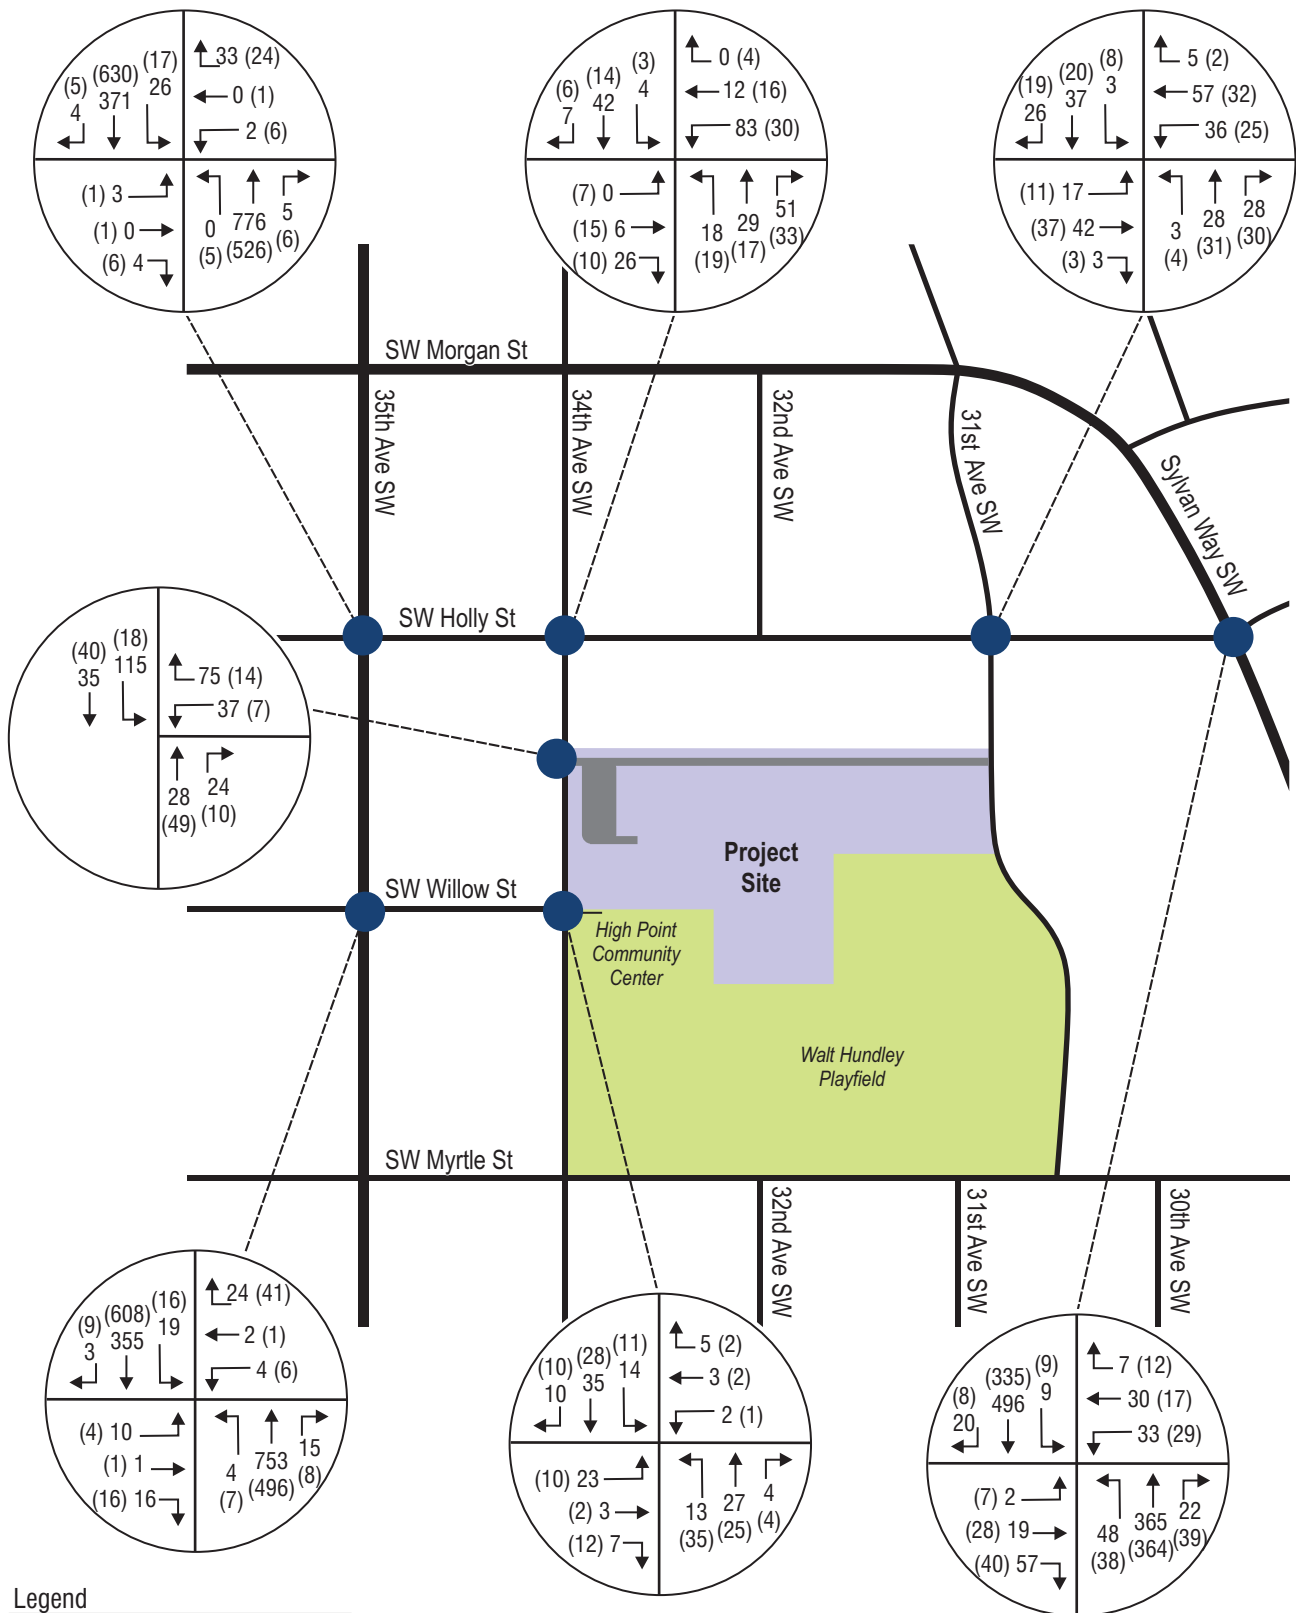 (5) (630) (17)
4 371 26
33 (24)
0 (1)
2 (6)
(1) 3
(1) 0
(6) 4
0 776 5
(5) (526) (6)
(6) (14) (3)
7 42 4
0 (4)
12 (16)
83 (30)
(7) 0
(15) 6
(10) 26
18 29 51
(19) (17) (33)
(19) (20) (8)
26 37 3
5 (2)
57 (32)
36 (25)
(11) 17
(37) 42
(3) 3
3 28 28
(4) (31) (30)
SW Morgan St
35th Ave SW
34th Ave SW
32nd Ave SW
31st Ave SW
Sylvan Way SW
SW Holly St
(40) (18)
35 115
75 (14)
37 (7)
28 24
(49) (10)
Project
Site
SW Willow St
High Point
Community
Center
Walt Hundley
Playfield
SW Myrtle St
32nd Ave SW
31st Ave SW
30th Ave SW
(9) (608) (16)
3 355 19
24 (41)
2 (1)
4 (6)
(4) 10
(1) 1
(16) 16
4 753 15
(7) (496) (8)
(10) (28) (11)
10 35 14
5 (2)
3 (2)
2 (1)
(10) 23
(2) 3
(12) 7
13 27 4
(35) (25) (4)
(8) (335) (9)
20 496 9
7 (12)
30 (17)
33 (29)
(7) 2
(28) 19
(40) 57
48 365 22
(38) (364) (39)
Legend